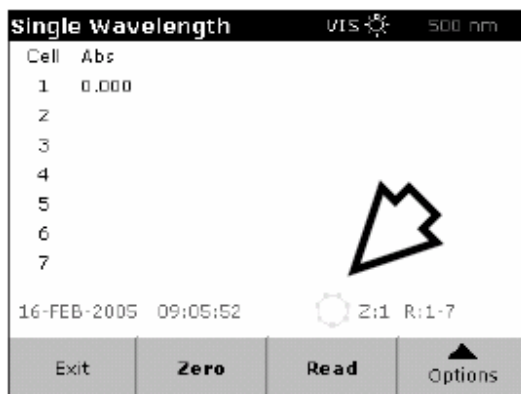 Single Wavelength VIS 500 nm
Cell Abs
1 0.000
2
3
4
5
6
7
16-FEB-2005 09:05:52 Z:1 R:1-7
Exit Zero Read Options